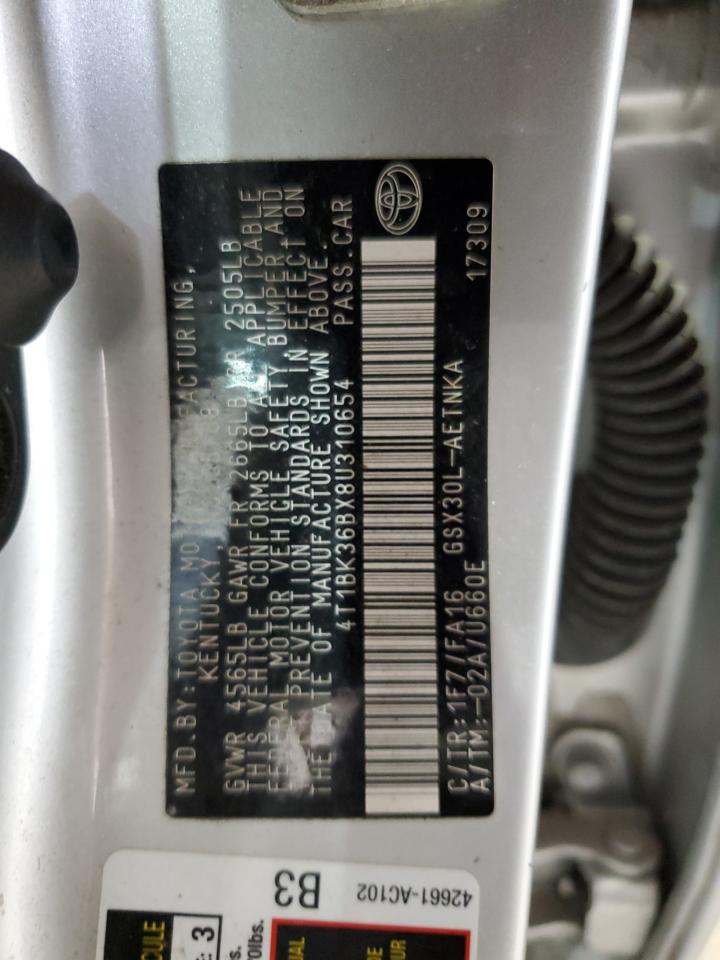 MFD.BY:TOYOTA MOTOR MANUFACTURING,
KENTUCKY,
GVWR 4565LB GAWR FR 2665LB RR 2505LB
THIS VEHICLE CONFORMS TO ALL APPLICABLE
FEDERAL MOTOR VEHICLE SAFETY, BUMPER AND
PREVENTION STANDARDS IN EFFECT ON
THE DATE OF MANUFACTURE SHOWN ABOVE.
4T1BK36BX8U310654 PASS.CAR
C/TR:1F7/FA16 GSX30L-AETNKA
A/TM:-02A/U660E 17309
42661-AC102
B3
3